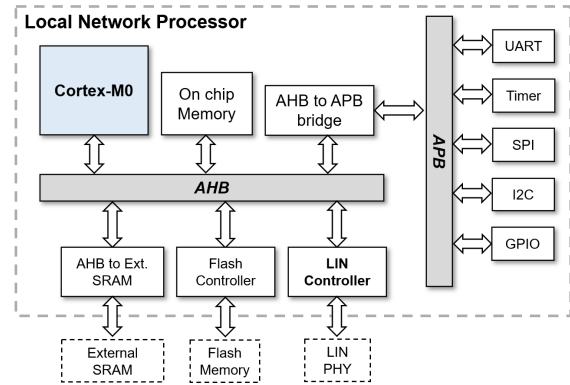 Local Network Processor
Cortex-M0
On chip
Memory
AHB to APB
bridge
APB
UART
Timer
SPI
I2C
GPIO
AHB
AHB to Ext.
SRAM
Flash
Controller
LIN
Controller
External
SRAM
Flash
Memory
LIN
PHY